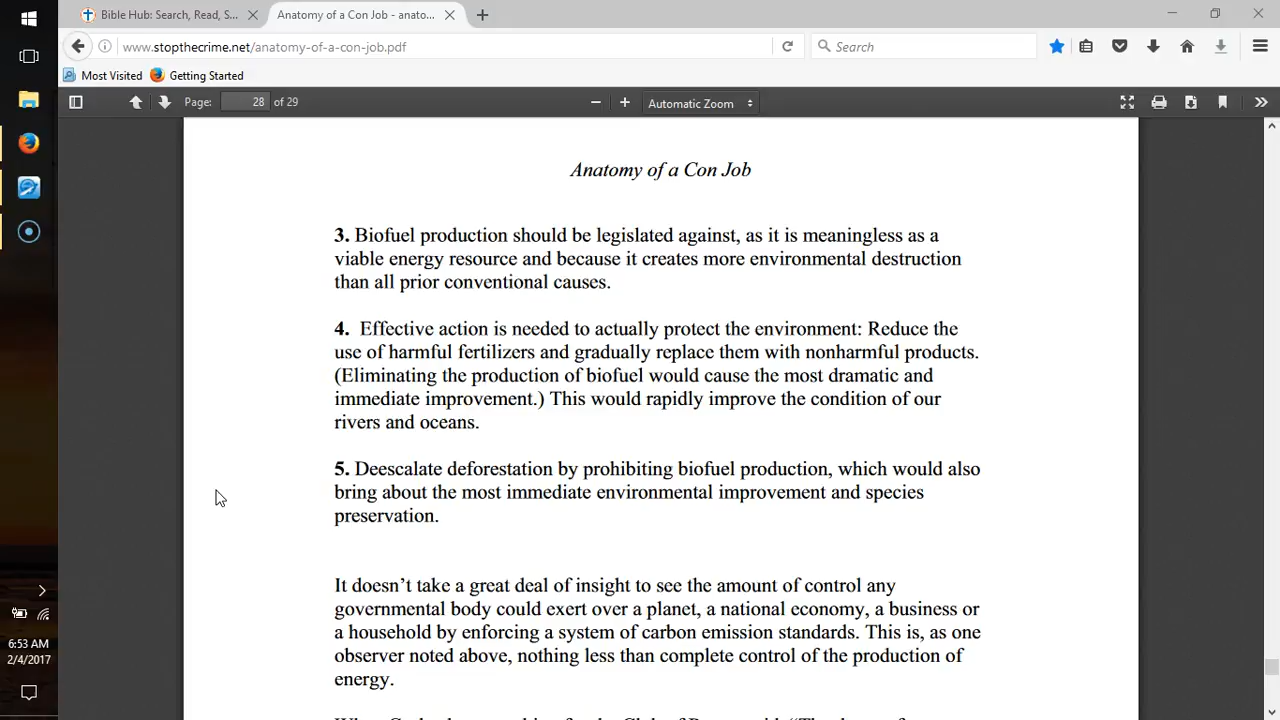 Bible Hub: Search, Read, S...
Anatomy of a Con Job - anato...
www.stopthecrime.net/anatomy-of-a-con-job.pdf
Search
Most Visited
Getting Started
Page: 28 of 29
Automatic Zoom
Anatomy of a Con Job
3. Biofuel production should be legislated against, as it is meaningless as a
viable energy resource and because it creates more environmental destruction
than all prior conventional causes.
4. Effective action is needed to actually protect the environment: Reduce the
use of harmful fertilizers and gradually replace them with nonharmful products.
(Eliminating the production of biofuel would cause the most dramatic and
immediate improvement.) This would rapidly improve the condition of our
rivers and oceans.
5. Deescalate deforestation by prohibiting biofuel production, which would also
bring about the most immediate environmental improvement and species
preservation.
It doesn't take a great deal of insight to see the amount of control any
governmental body could exert over a planet, a national economy, a business or
a household by enforcing a system of carbon emission standards. This is, as one
observer noted above, nothing less than complete control of the production of
energy.
6:53 AM
2/4/2017